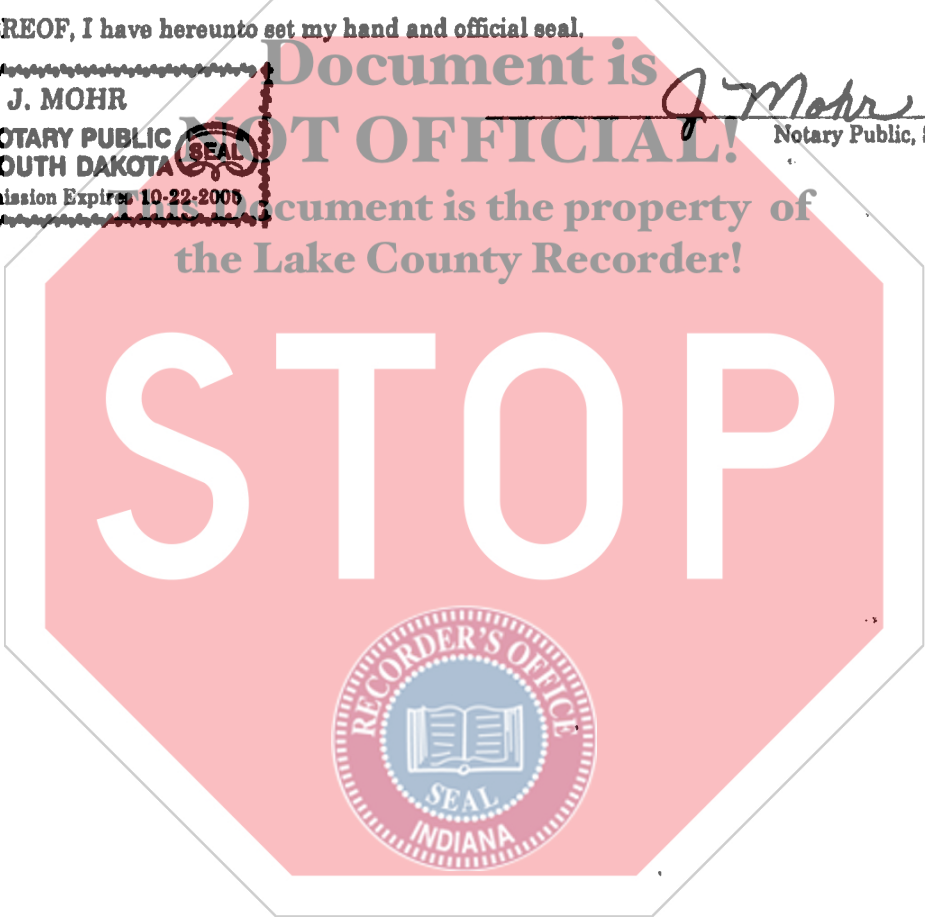 REOF, I have hereunto set my hand and official seal.
J. MOHR
OTARY PUBLIC
OUTH DAKOTA
SEAL
ission Expires 10-22-2005
J Mohr
Notary Public,
Document is
NOT OFFICIAL!
This Document is the property of
the Lake County Recorder!
STOP
RECORDER'S OFFICE
SEAL
INDIANA